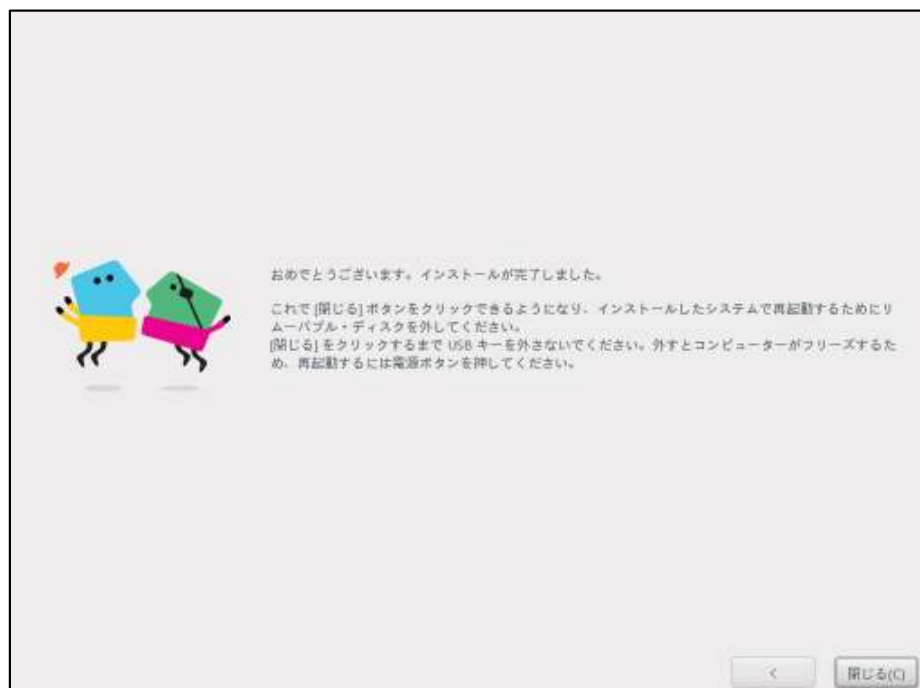 おめでとうございます。インストールが完了しました。
これで [閉じる] ボタンをクリックできるようになり、インストールしたシステムで再起動するためにリ
ムーバブル・ディスクを外してください。
[閉じる] をクリックするまで USB キーを外さないでください。外すとコンピューターがフリーズするた
め、再起動するには電源ボタンを押してください。
< 閉じる(C)